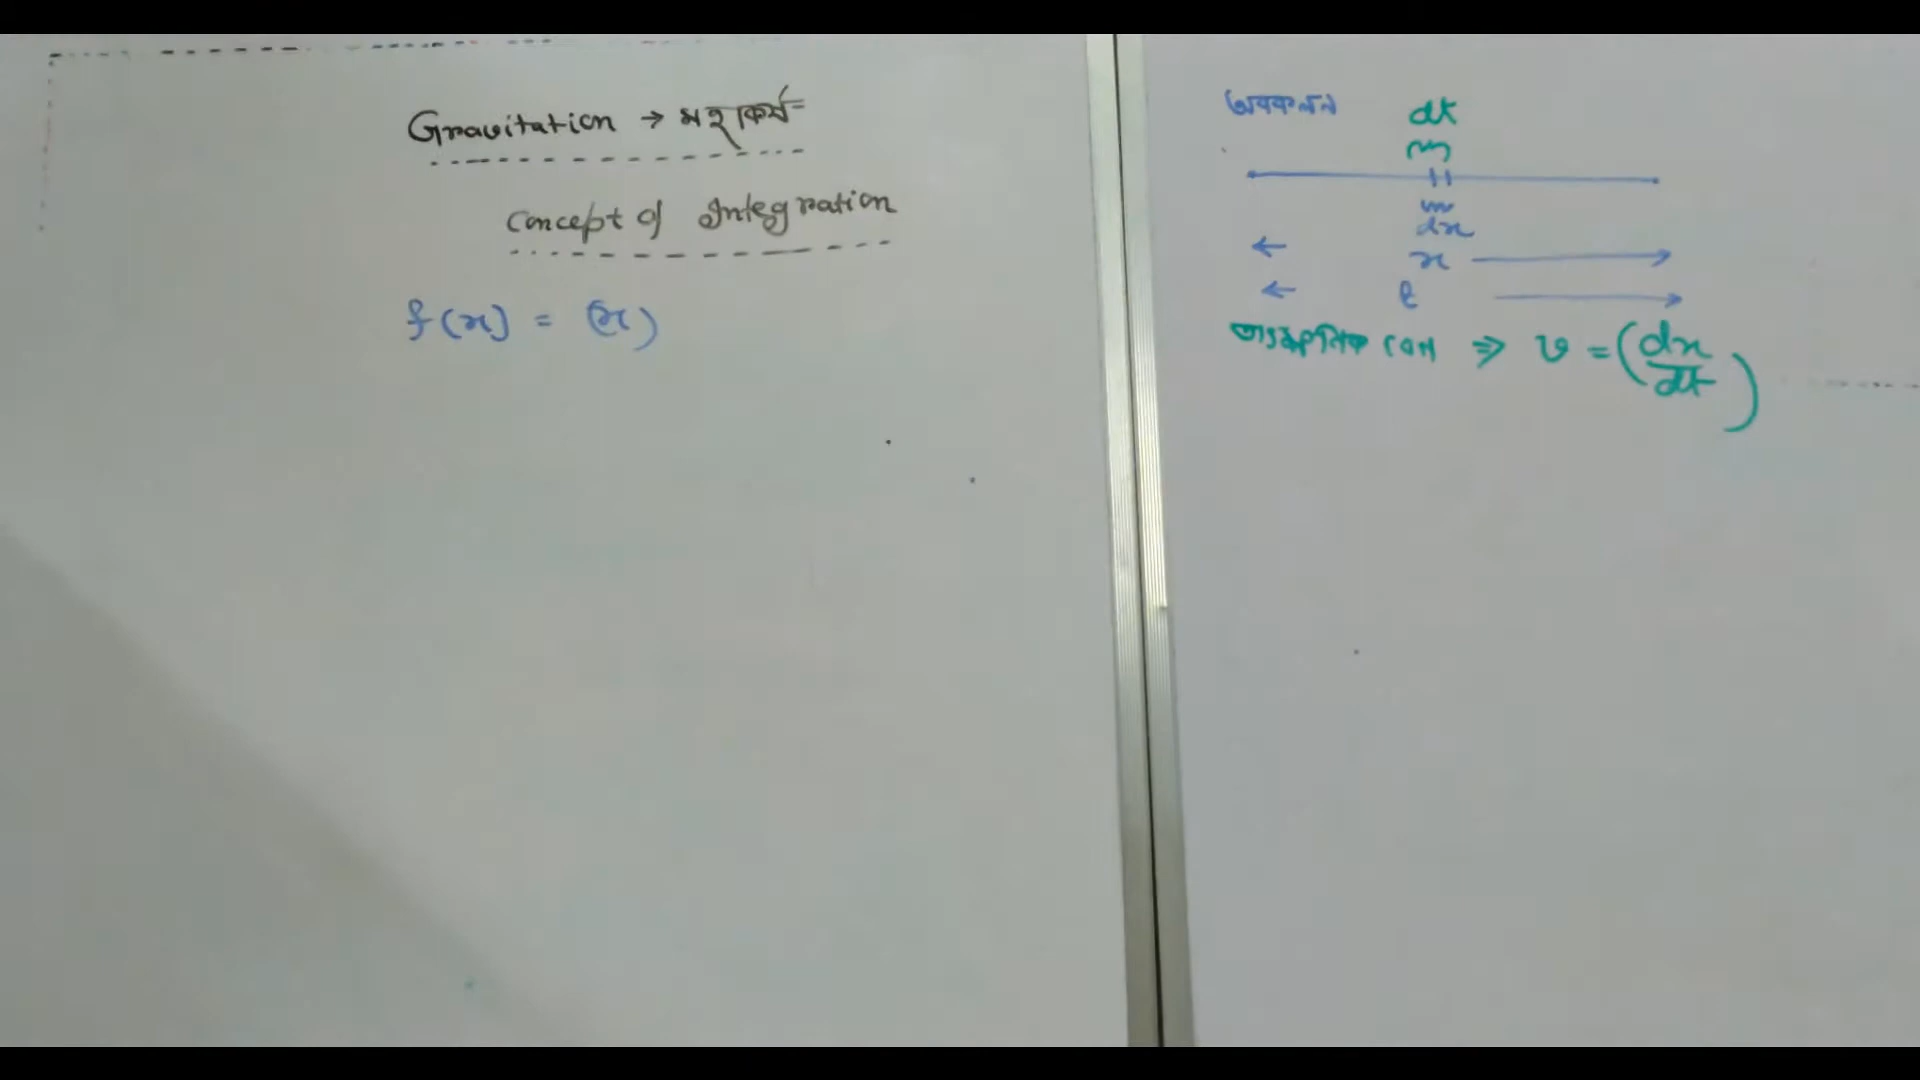 Gravitation → মহাকর্ষ
Concept of Integration
f(x) = (x)
অবকলন
dt
dx
← x →
← t →
তাৎক্ষণিক বেগ ⇒ v = (dx/dt)